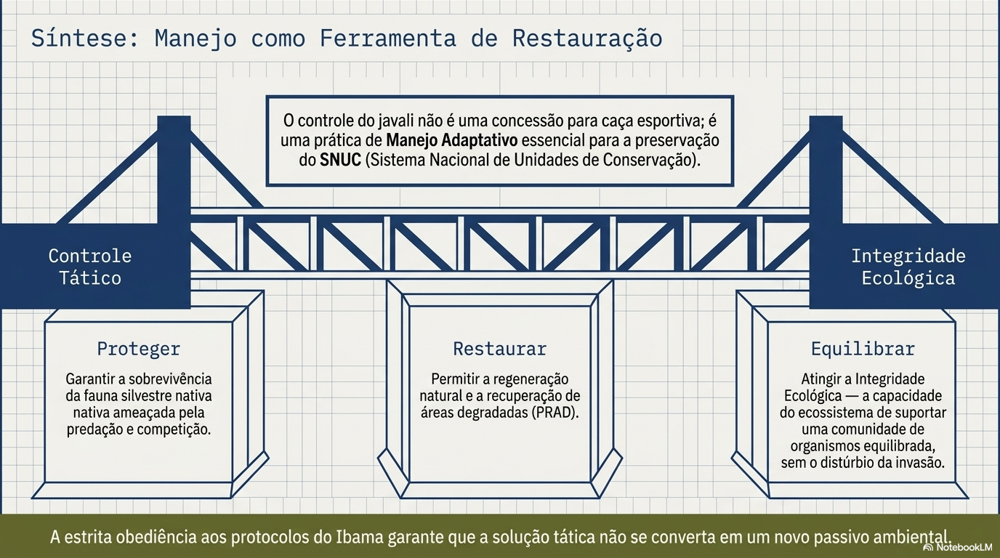 Síntese: Manejo como Ferramenta de Restauração
O controle do javali não é uma concessão para caça esportiva; é
uma prática de Manejo Adaptativo essencial para a preservação
do SNUC (Sistema Nacional de Unidades de Conservação).
Controle
Tático
Integridade
Ecológica
Proteger
Garantir a sobrevivência
da fauna silvestre nativa
nativa ameaçada pela
predação e competição.
Restaurar
Permitir a regeneração
natural e a recuperação de
áreas degradadas (PRAD).
Equilibrar
Atingir a Integridade
Ecológica — a capacidade
do ecossistema de suportar
uma comunidade de
organismos equilibrada,
sem o distúrbio da invasão.
A estrita obediência aos protocolos do Ibama garante que a solução tática não se converta em um novo passivo ambiental.
NotebookLM